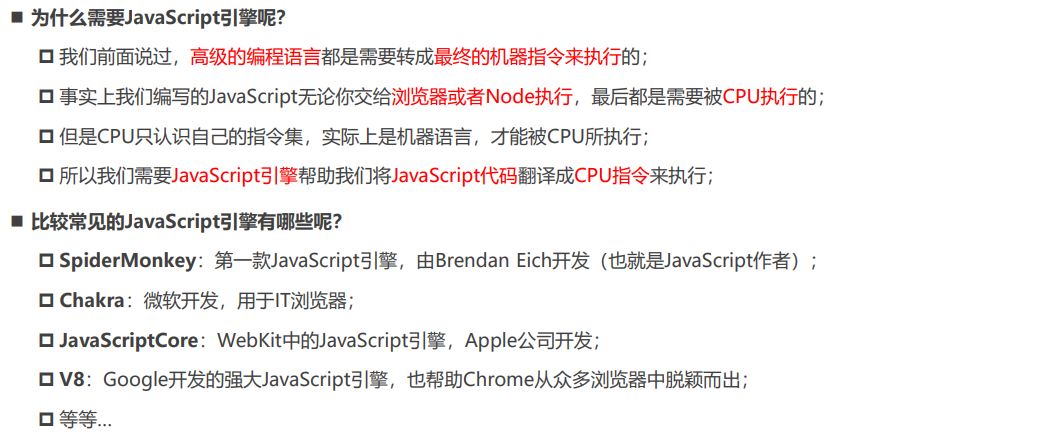 为什么需要JavaScript引擎呢？
我们前面说过，高级的编程语言都是需要转成最终的机器指令来执行的；
事实上我们编写的JavaScript无论你交给浏览器或者Node执行，最后都是需要被CPU执行的；
但是CPU只认识自己的指令集，实际上是机器语言，才能被CPU所执行；
所以我们需要JavaScript引擎帮助我们将JavaScript代码翻译成CPU指令来执行；
比较常见的JavaScript引擎有哪些呢？
SpiderMonkey：第一款JavaScript引擎，由Brendan Eich开发（也就是JavaScript作者）；
Chakra：微软开发，用于IT浏览器；
JavaScriptCore：WebKit中的JavaScript引擎，Apple公司开发；
V8：Google开发的强大JavaScript引擎，也帮助Chrome从众多浏览器中脱颖而出；
等等…